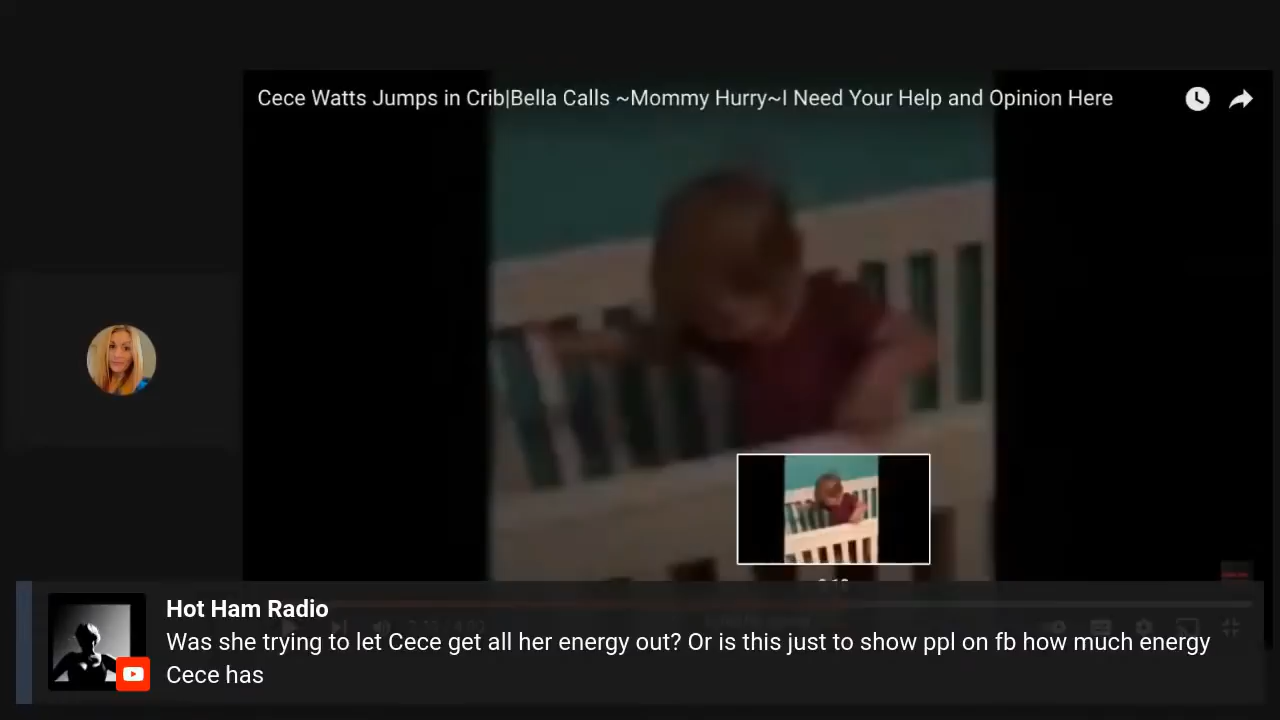 Cece Watts Jumps in Crib|Bella Calls ~Mommy Hurry~I Need Your Help and Opinion Here
Hot Ham Radio
Was she trying to let Cece get all her energy out? Or is this just to show ppl on fb how much energy
Cece has